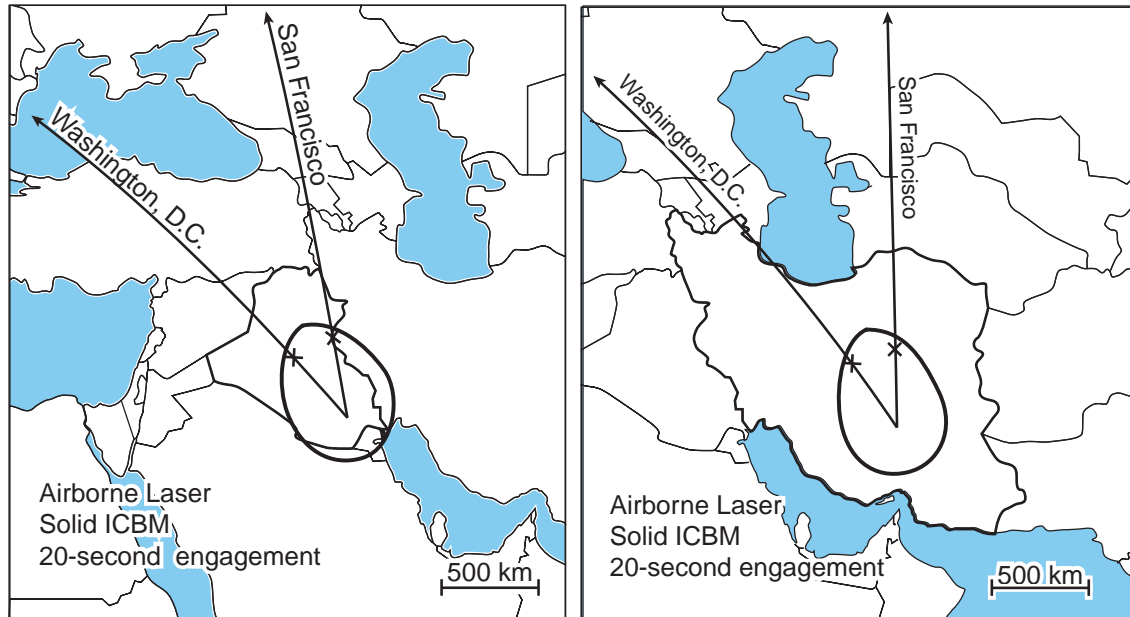 San Francisco
Washington, D.C.
Airborne Laser
Solid ICBM
20-second engagement
500 km
San Francisco
Washington, D.C.
Airborne Laser
Solid ICBM
20-second engagement
500 km